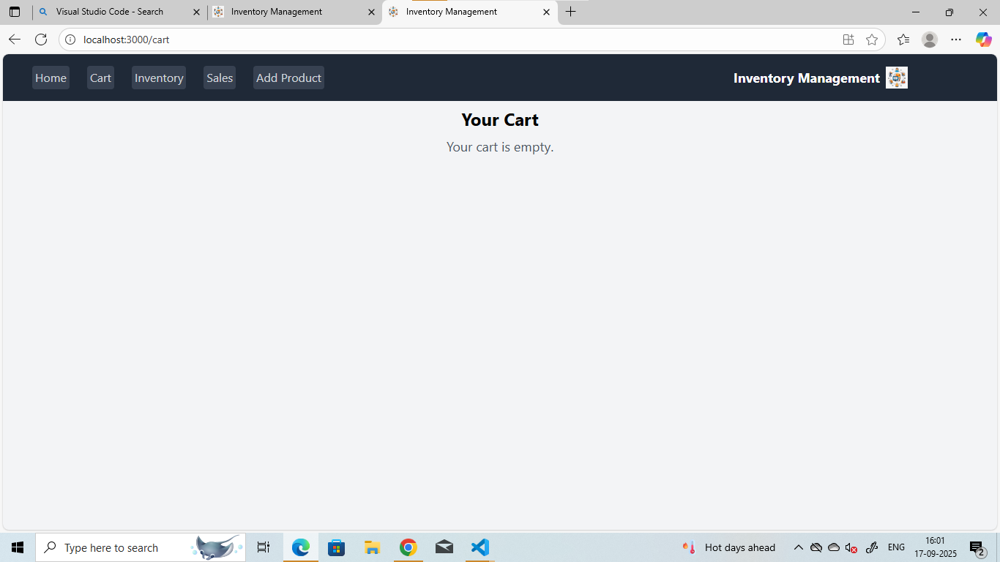 Visual Studio Code - Search
Inventory Management
Inventory Management
localhost:3000/cart
Home
Cart
Inventory
Sales
Add Product
Inventory Management
Your Cart
Your cart is empty.
Type here to search
Hot days ahead
ENG
16:01
17-09-2025
2